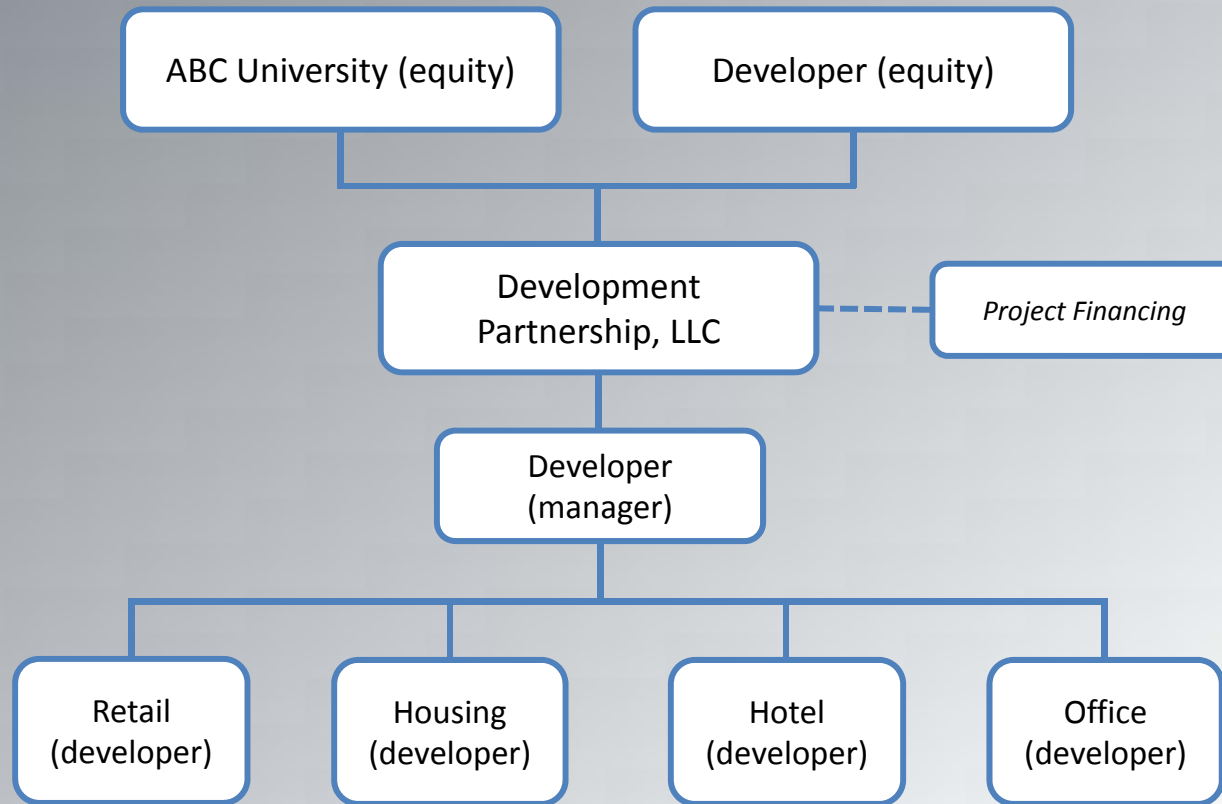 ABC University (equity)
Developer (equity)
Development
Partnership, LLC
Project Financing
Developer
(manager)
Retail
(developer)
Housing
(developer)
Hotel
(developer)
Office
(developer)